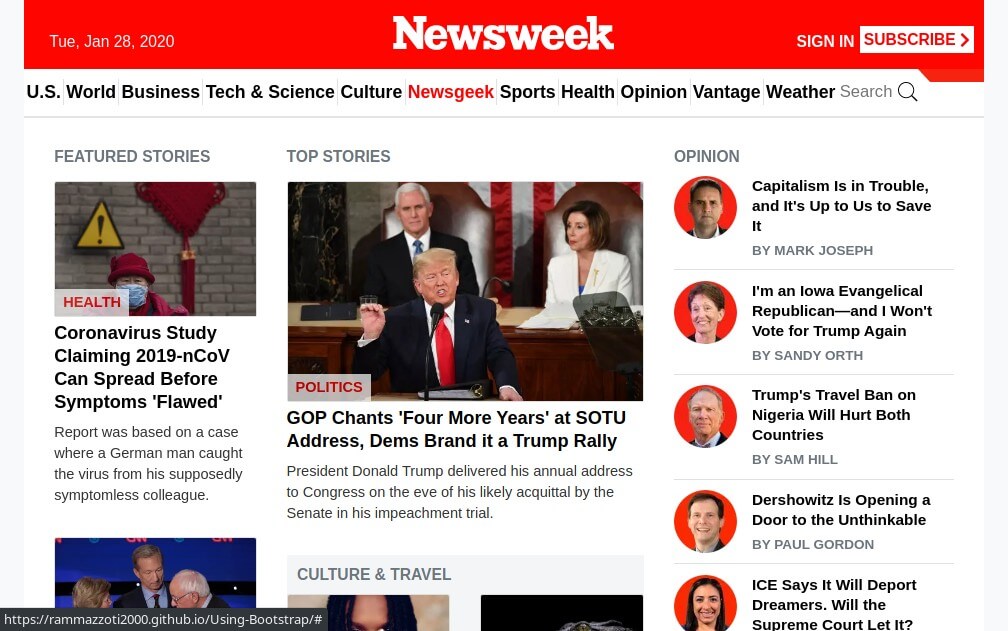 Tue, Jan 28, 2020
Newsweek
SIGN IN
SUBSCRIBE
U.S. World Business Tech & Science Culture Newsgeek Sports Health Opinion Vantage Weather Search
FEATURED STORIES
HEALTH
Coronavirus Study
Claiming 2019-nCoV
Can Spread Before
Symptoms 'Flawed'
Report was based on a case
where a German man caught
the virus from his supposedly
symptomless colleague.
TOP STORIES
POLITICS
GOP Chants 'Four More Years' at SOTU
Address, Dems Brand it a Trump Rally
President Donald Trump delivered his annual address
to Congress on the eve of his likely acquittal by the
Senate in his impeachment trial.
CULTURE & TRAVEL
OPINION
Capitalism Is in Trouble,
and It's Up to Us to Save
It
BY MARK JOSEPH
I'm an Iowa Evangelical
Republican—and I Won't
Vote for Trump Again
BY SANDY ORTH
Trump's Travel Ban on
Nigeria Will Hurt Both
Countries
BY SAM HILL
Dershowitz Is Opening a
Door to the Unthinkable
BY PAUL GORDON
ICE Says It Will Deport
Dreamers. Will the
Supreme Court Let It?
https://rammazzoti2000.github.io/Using-Bootstrap/#